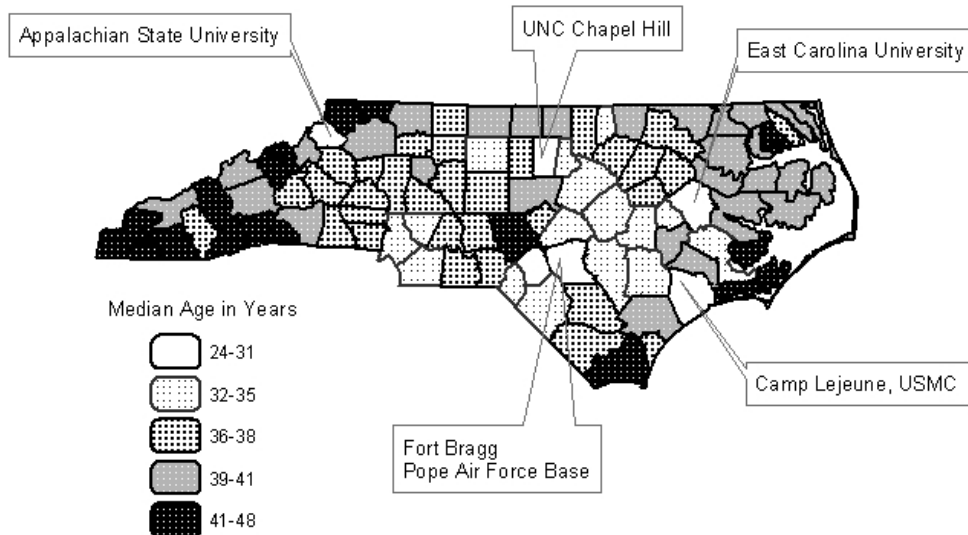 Appalachian State University
UNC Chapel Hill
East Carolina University
Median Age in Years
24-31
32-35
36-38
39-41
41-48
Fort Bragg
Pope Air Force Base
Camp Lejeune, USMC